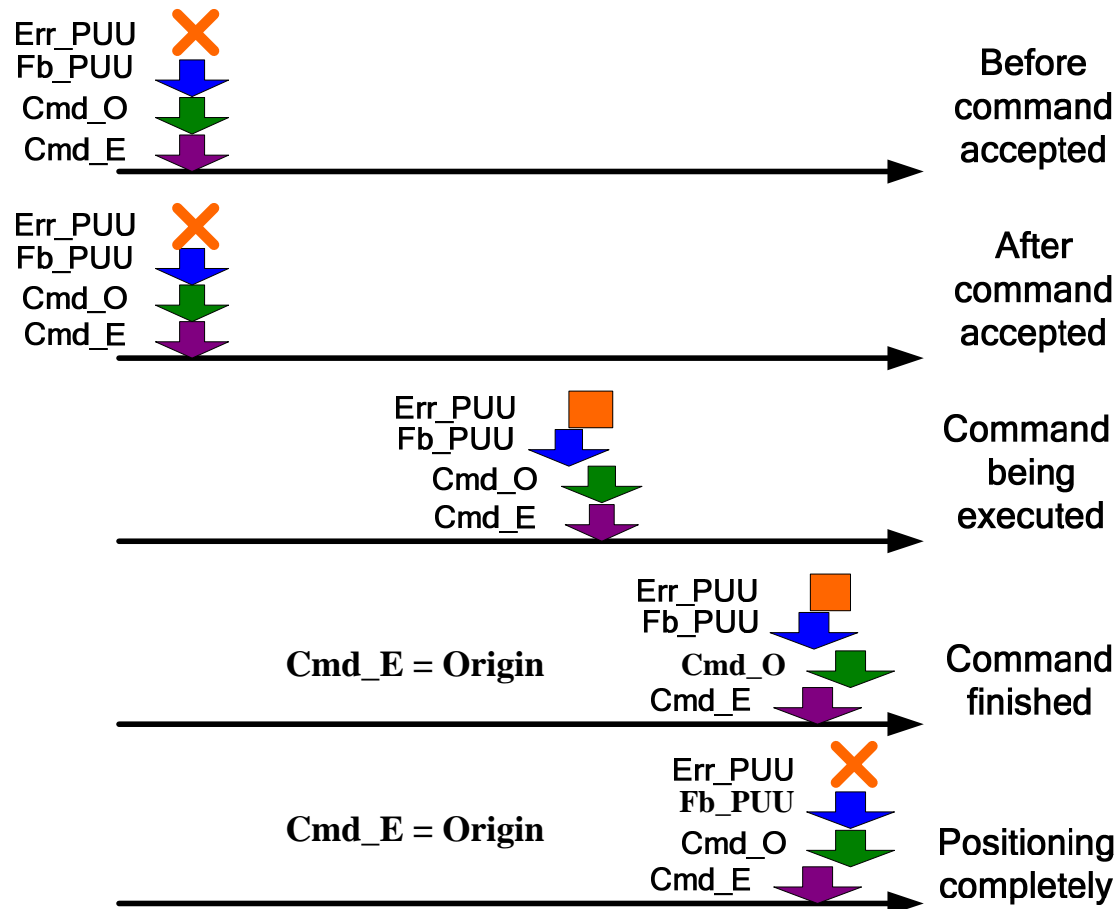 Err_PUU
Fb_PUU
Cmd_O
Cmd_E
Before
command
accepted
Err_PUU
Fb_PUU
Cmd_O
Cmd_E
After
command
accepted
Err_PUU
Fb_PUU
Cmd_O
Cmd_E
Command
being
executed
Err_PUU
Fb_PUU
Cmd_E = Origin
Cmd_O
Cmd_E
Command
finished
Err_PUU
Fb_PUU
Cmd_E = Origin
Cmd_O
Cmd_E
Positioning
completely